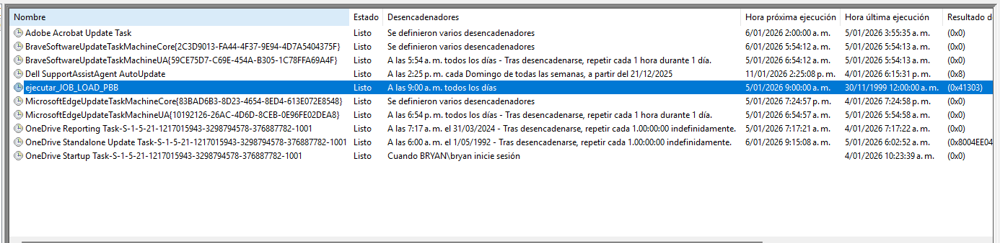 Nombre Estado Desencadenadores Hora próxima ejecución Hora última ejecución Resultado d
Adobe Acrobat Update Task Listo Se definieron varios desencadenadores 6/01/2026 2:00:00 a. m. 5/01/2026 3:55:35 a. m. (0x0)
BraveSoftwareUpdateTaskMachineCore{2C3D9013-FA44-4F37-9E94-4D7A5404375F} Listo Se definieron varios desencadenadores 6/01/2026 5:54:12 a. m. 5/01/2026 5:54:13 a. m. (0x0)
BraveSoftwareUpdateTaskMachineUA{59CE75D7-C69E-454A-B305-1C78FFA69A4F} Listo A las 5:54 a. m. todos los días - Tras desencadenarse, repetir cada 1 hora durante 1 día. 5/01/2026 6:54:12 a. m. 5/01/2026 5:54:13 a. m. (0x0)
Dell SupportAssistAgent AutoUpdate Listo A las 2:25 p. m. cada Domingo de todas las semanas, a partir del 21/12/2025 11/01/2026 2:25:08 p. m. 4/01/2026 6:15:31 p. m. (0x8)
ejecutar_JOB_LOAD_PBB Listo A las 9:00 a. m. todos los días 5/01/2026 9:00:00 a. m. 30/11/1999 12:00:00 a. m. (0x41303)
MicrosoftEdgeUpdateTaskMachineCore{83BAD6B3-8D23-4654-8ED4-613E072E8548} Listo Se definieron varios desencadenadores 5/01/2026 7:24:57 p. m. 4/01/2026 7:24:58 p. m. (0x0)
MicrosoftEdgeUpdateTaskMachineUA{10192126-26AC-4D6D-8CEB-0E96FE02DEA8} Listo A las 6:54 p. m. todos los días - Tras desencadenarse, repetir cada 1 hora durante 1 día. 5/01/2026 6:54:57 a. m. 5/01/2026 5:54:58 a. m. (0x0)
OneDrive Reporting Task-S-1-5-21-1217015943-3298794578-376887782-1001 Listo A las 7:17 a. m. el 31/03/2024 - Tras desencadenarse, repetir cada 1.00:00:00 indefinidamente. 5/01/2026 7:17:21 a. m. 4/01/2026 7:17:22 a. m. (0x0)
OneDrive Standalone Update Task-S-1-5-21-1217015943-3298794578-376887782-1001 Listo A las 6:00 a. m. el 1/05/1992 - Tras desencadenarse, repetir cada 1.00:00:00 indefinidamente. 6/01/2026 9:15:08 a. m. 5/01/2026 6:02:52 a. m. (0x8004EE04
OneDrive Startup Task-S-1-5-21-1217015943-3298794578-376887782-1001 Listo Cuando BRYAN\bryan inicie sesión 4/01/2026 10:23:39 a. m. (0x0)